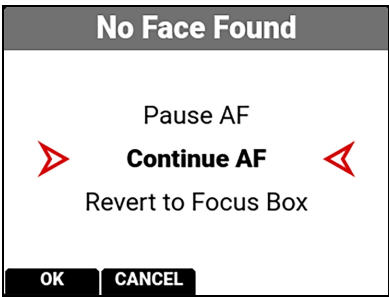 No Face Found
Pause AF
Continue AF
Revert to Focus Box
OK CANCEL